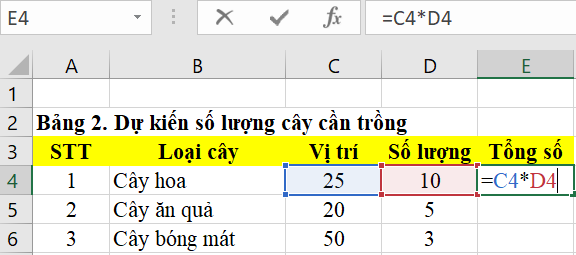 E4 =C4*D4
A B C D E
1
2 Bảng 2. Dự kiến số lượng cây cần trồng
3 STT Loại cây Vị trí Số lượng Tổng số
4 1 Cây hoa 25 10 =C4*D4
5 2 Cây ăn quả 20 5
6 3 Cây bóng mát 50 3